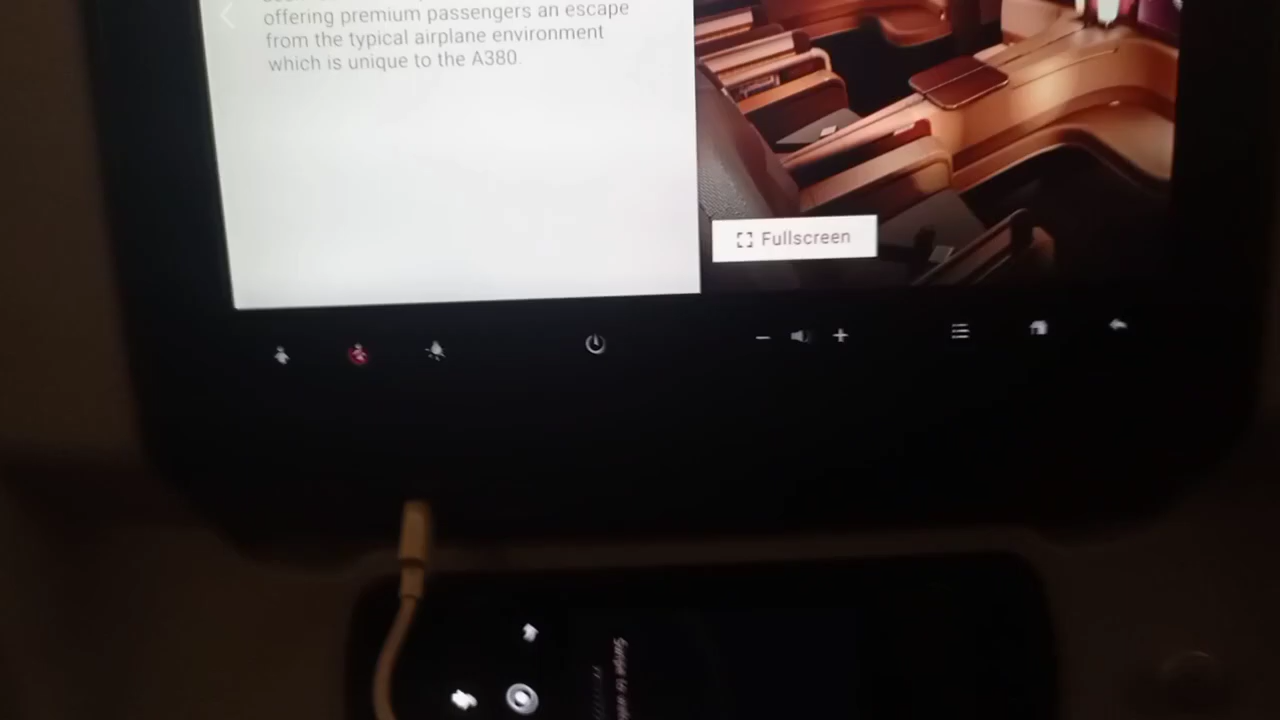 offering premium passengers an escape
from the typical airplane environment
which is unique to the A380.
Fullscreen